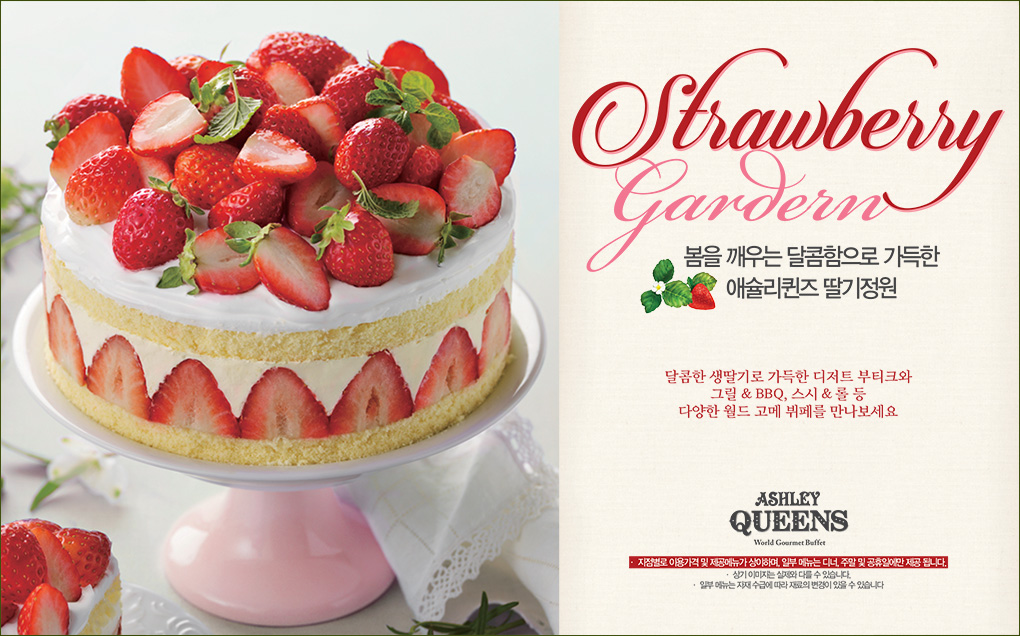 Strawberry
Gardern
봄을 깨우는 달콤함으로 가득한
애슐리퀸즈 딸기정원
달콤한 생딸기로 가득한 디저트 부티크와
그릴 & BBQ, 스시 & 롤 등
다양한 월드 고메 뷔페를 만나보세요
ASHLEY
QUEENS
World Gourmet Buffet
· 지점별로 이용가격 및 제공메뉴가 상이하며, 일부 메뉴는 디너, 주말 및 공휴일에만 제공 됩니다.
· 상기 이미지는 실제와 다를 수 있습니다.
· 일부 메뉴는 자재 수급에 따라 재료의 변경이 있을 수 있습니다